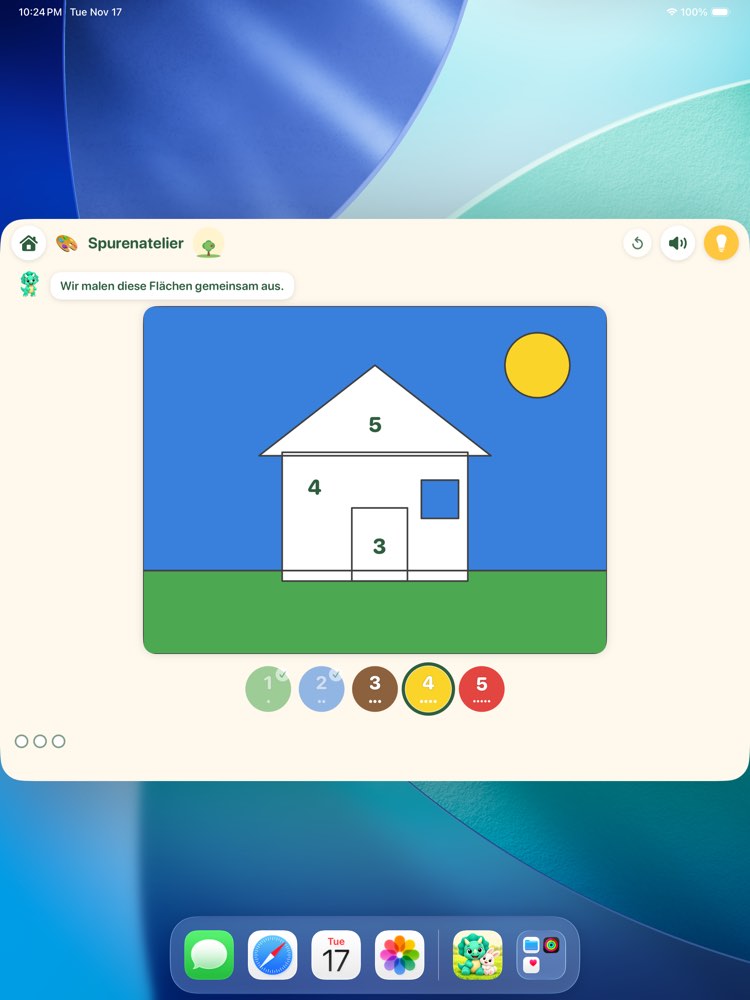 10:24 PM Tue Nov 17
100%
Spurenatelier
Wir malen diese Flächen gemeinsam aus.
5
4
3
1 2 3 4 5
Tue
17